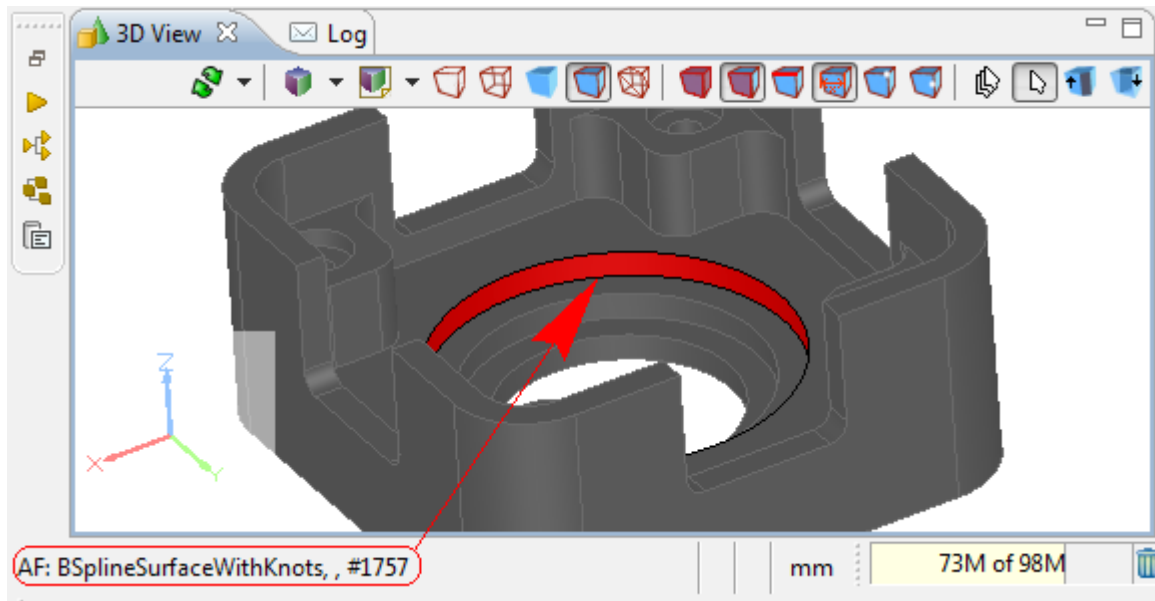 3D View
Log
Z
X
Y
AF: BSplineSurfaceWithKnots, , #1757
mm
73M of 98M